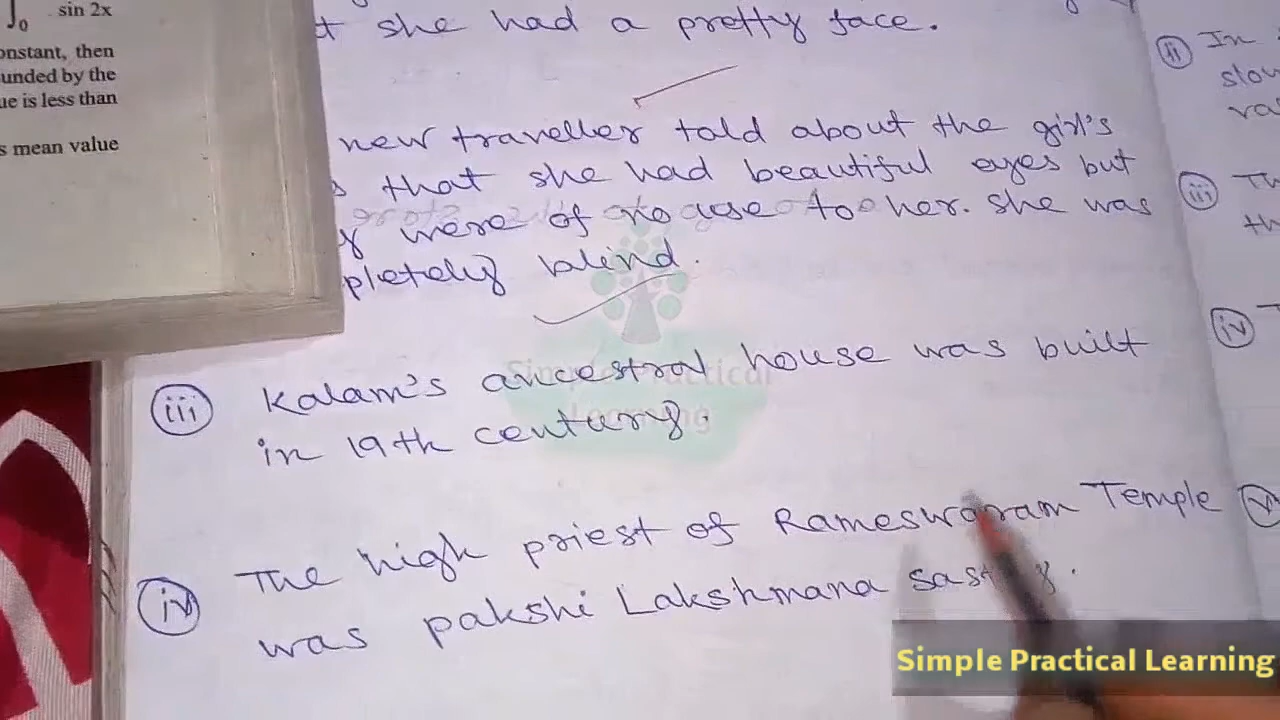 sin 2x
onstant, then
unded by the
ue is less than
s mean value
t she had a pretty face.
new traveller told about the girl's
s that she had beautiful eyes but
y were of no use to her. She was
pletely blind.
iii Kalam's ancestral house was built
in 19th century.
iv The high priest of Rameswaram Temple
was pakshi Lakshmana sastry.
ii In
slow
iii
th
iv T
Simple Practical
Learning
Simple Practical Learning